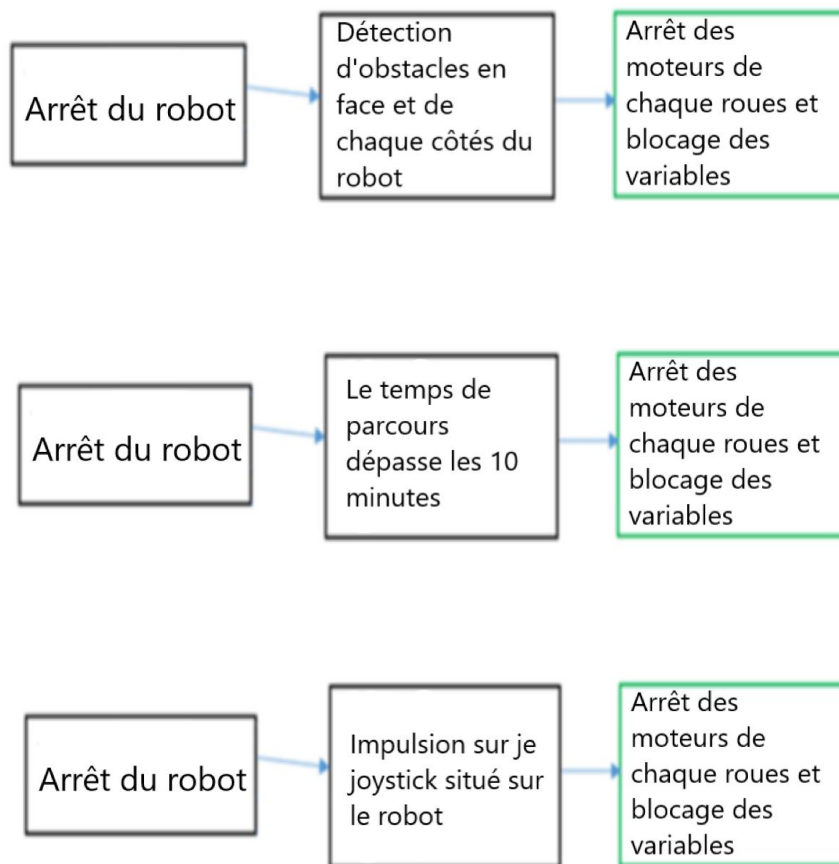 Arrêt du robot
Détection
d'obstacles en
face et de
chaque côtés du
robot
Arrêt des
moteurs de
chaque roues et
blocage des
variables
Arrêt du robot
Le temps de
parcours
dépasse les 10
minutes
Arrêt des
moteurs de
chaque roues et
blocage des
variables
Arrêt du robot
Impulsion sur je
joystick situé sur
le robot
Arrêt des
moteurs de
chaque roues et
blocage des
variables